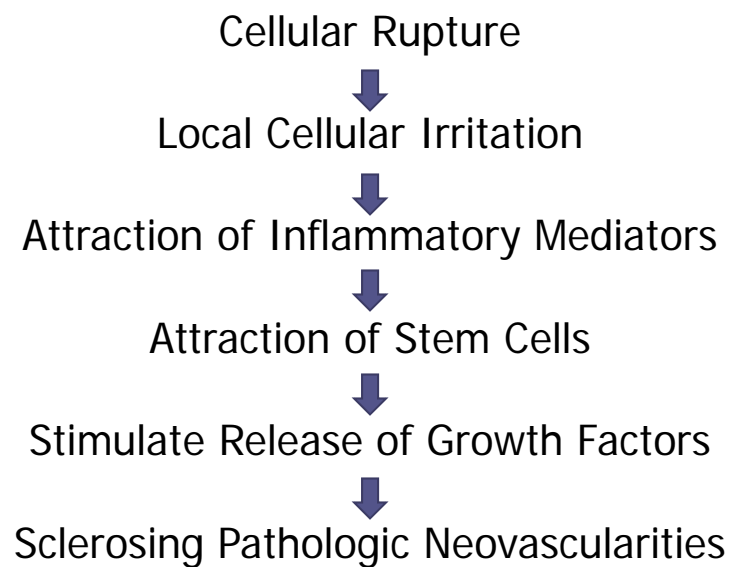 Cellular Rupture
Local Cellular Irritation
Attraction of Inflammatory Mediators
Attraction of Stem Cells
Stimulate Release of Growth Factors
Sclerosing Pathologic Neovascularities